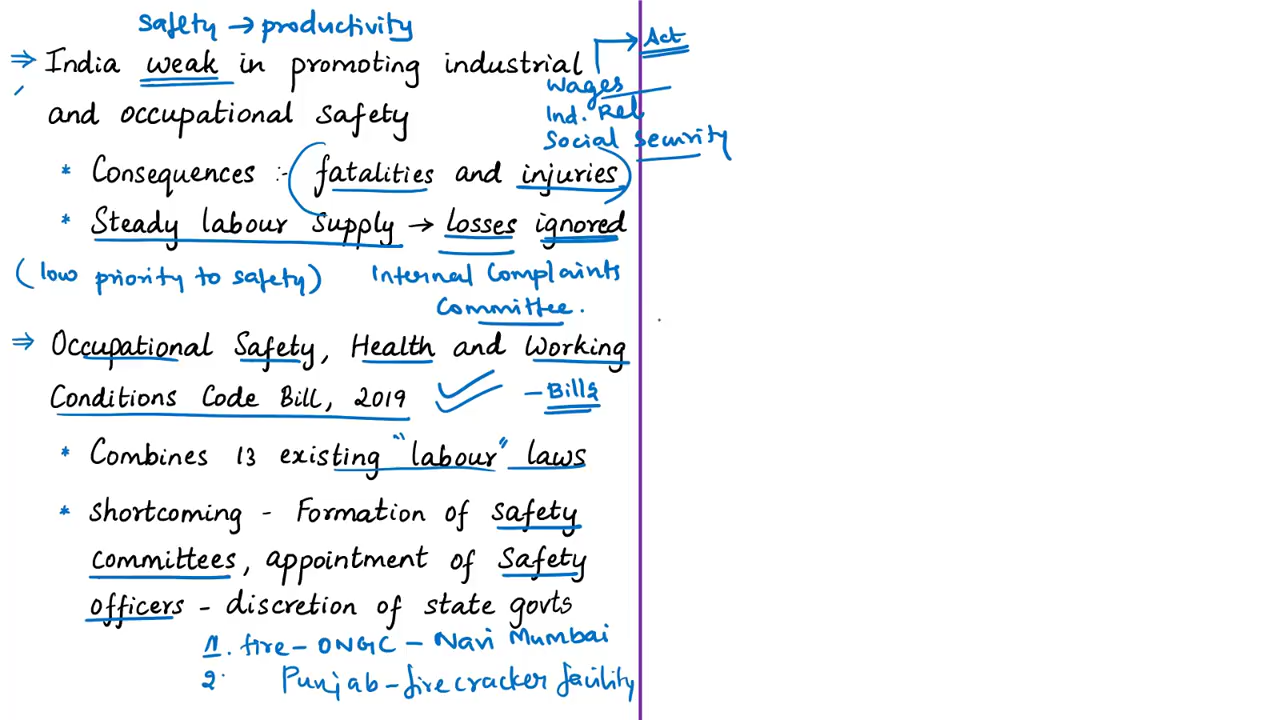 Safety → productivity
⇒ India weak in promoting industrial
→ Act
Wages
and occupational safety
Ind. Rel
Social Security
* Consequences :- (fatalities and injuries)
* Steady labour supply → losses ignored
(low priority to safety)
Internal Complaints
Committee.
⇒ Occupational Safety, Health and Working
Conditions Code Bill, 2019
- Bills
* Combines 13 existing "labour" laws
* shortcoming - Formation of safety
committees, appointment of safety
officers - discretion of state govts
1. fire - ONGC - Navi Mumbai
2. Punjab - firecracker facility